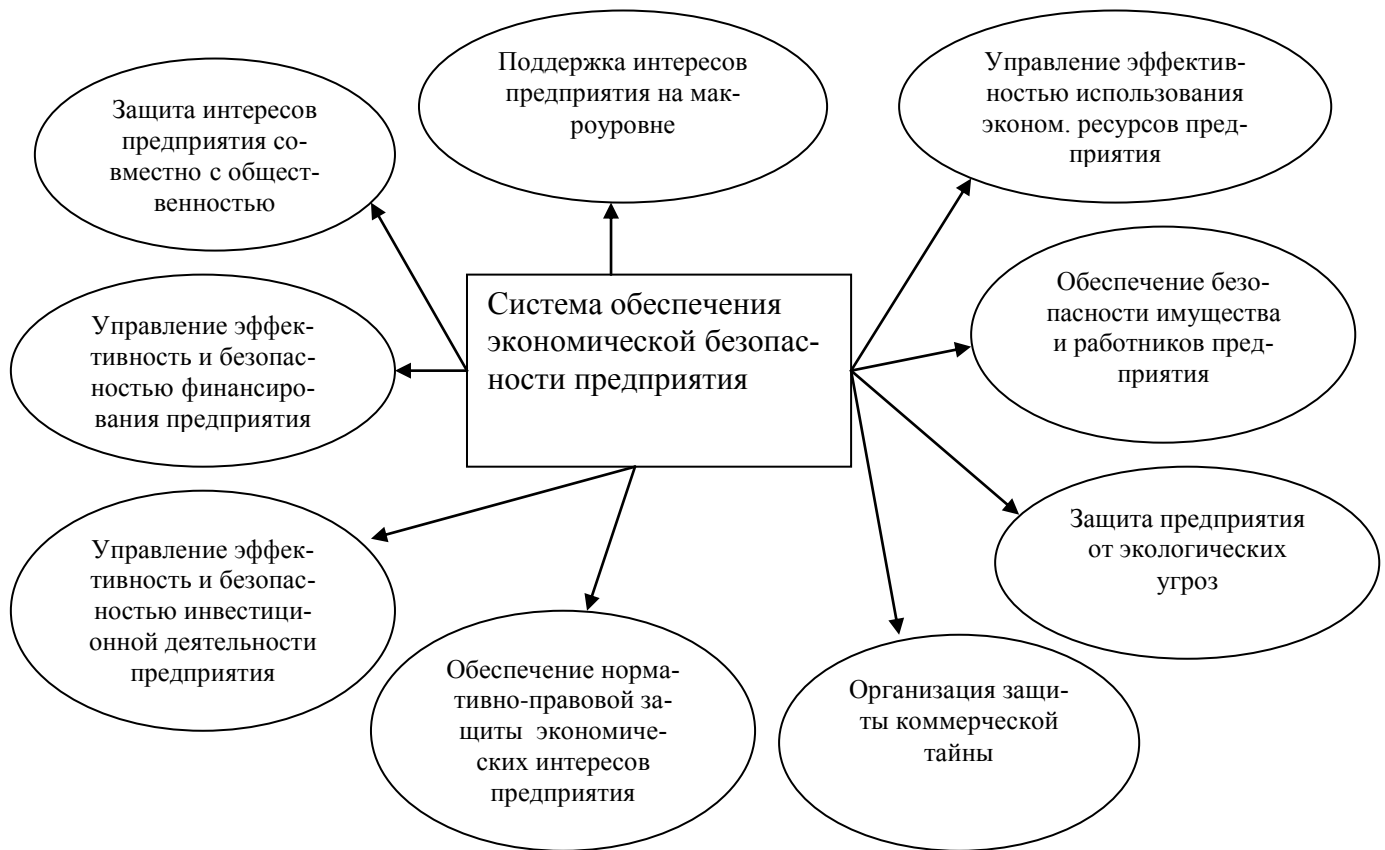 Поддержка интересов
предприятия на мак-
роуровне
Управление эффектив-
ностью использования
эконом. ресурсов пред-
приятия
Защита интересов
предприятия со-
вместно с общест-
венностью
Система обеспечения
экономической безопас-
ности предприятия
Обеспечение безо-
пасности имущества
и работников пред-
приятия
Управление эффек-
тивность и безопас-
ностью финансиро-
вания предприятия
Защита предприятия
от экологических
угроз
Управление эффек-
тивность и безопас-
ностью инвестици-
онной деятельности
предприятия
Обеспечение норма-
тивно-правовой за-
щиты экономиче-
ских интересов
предприятия
Организация защи-
ты коммерческой
тайны